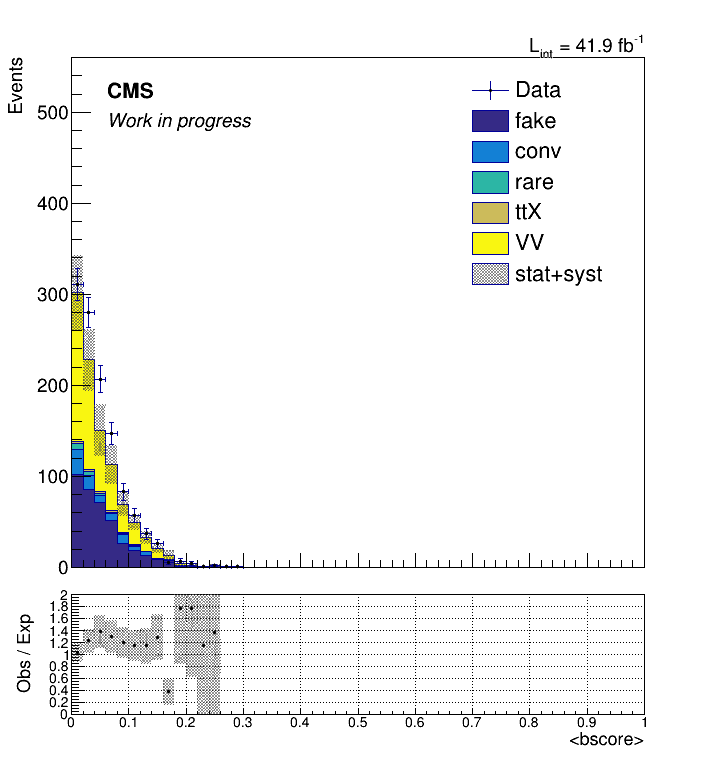 L_int = 41.9 fb^-1
Events
CMS
Work in progress
Data
fake
conv
rare
ttX
VV
stat+syst
500
400
300
200
100
0
Obs / Exp
2
1.8
1.6
1.4
1.2
1
0.8
0.6
0.4
0.2
0
0 0.1 0.2 0.3 0.4 0.5 0.6 0.7 0.8 0.9 1
<bscore>